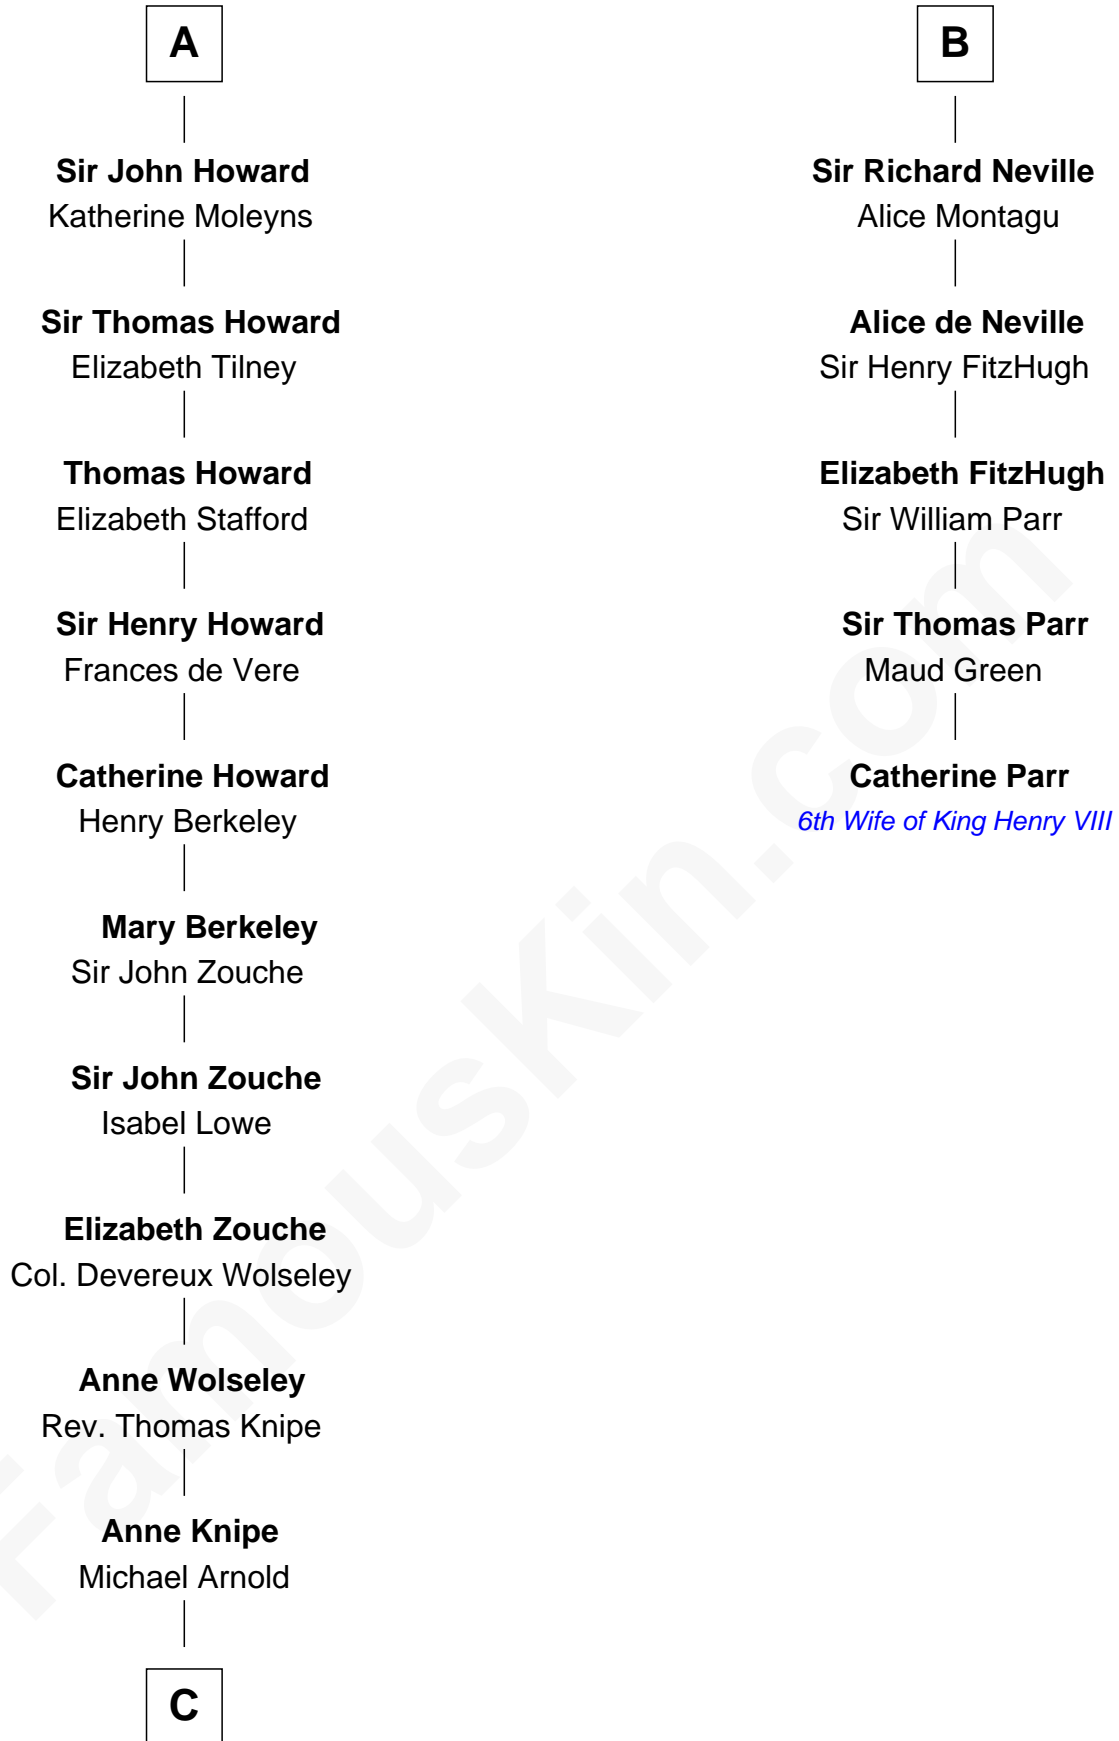 A
Sir John Howard
Katherine Moleyns
Sir Thomas Howard
Elizabeth Tilney
Thomas Howard
Elizabeth Stafford
Sir Henry Howard
Frances de Vere
Catherine Howard
Henry Berkeley
Mary Berkeley
Sir John Zouche
Sir John Zouche
Isabel Lowe
Elizabeth Zouche
Col. Devereux Wolseley
Anne Wolseley
Rev. Thomas Knipe
Anne Knipe
Michael Arnold
C
B
Sir Richard Neville
Alice Montagu
Alice de Neville
Sir Henry FitzHugh
Elizabeth FitzHugh
Sir William Parr
Sir Thomas Parr
Maud Green
Catherine Parr
6th Wife of King Henry VIII
FamousKin.com